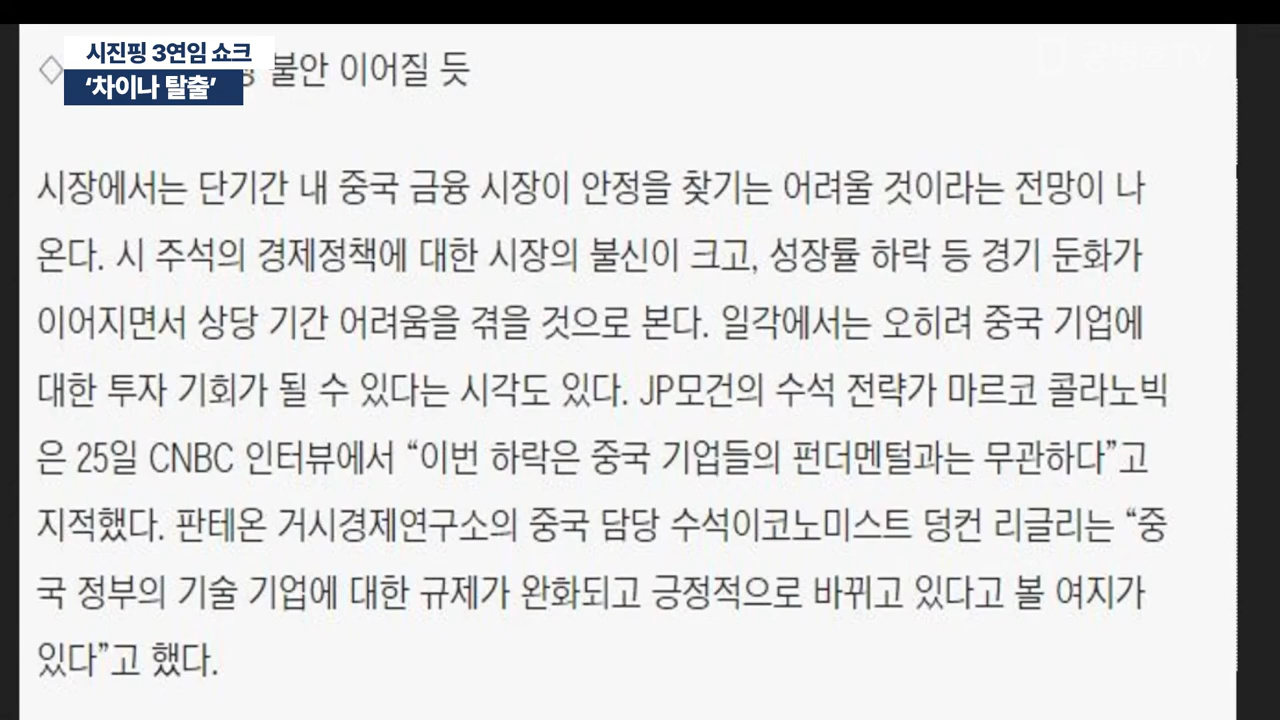 시진핑 3연임 쇼크
‘차이나 탈출’
◇ 불안 이어질 듯
시장에서는 단기간 내 중국 금융 시장이 안정을 찾기는 어려울 것이라는 전망이 나
온다. 시 주석의 경제정책에 대한 시장의 불신이 크고, 성장률 하락 등 경기 둔화가
이어지면서 상당 기간 어려움을 겪을 것으로 본다. 일각에서는 오히려 중국 기업에
대한 투자 기회가 될 수 있다는 시각도 있다. JP모건의 수석 전략가 마르코 콜라노빅
은 25일 CNBC 인터뷰에서 “이번 하락은 중국 기업들의 펀더멘털과는 무관하다”고
지적했다. 판테온 거시경제연구소의 중국 담당 수석이코노미스트 덩컨 리글리는 “중
국 정부의 기술 기업에 대한 규제가 완화되고 긍정적으로 바뀌고 있다고 볼 여지가
있다”고 했다.